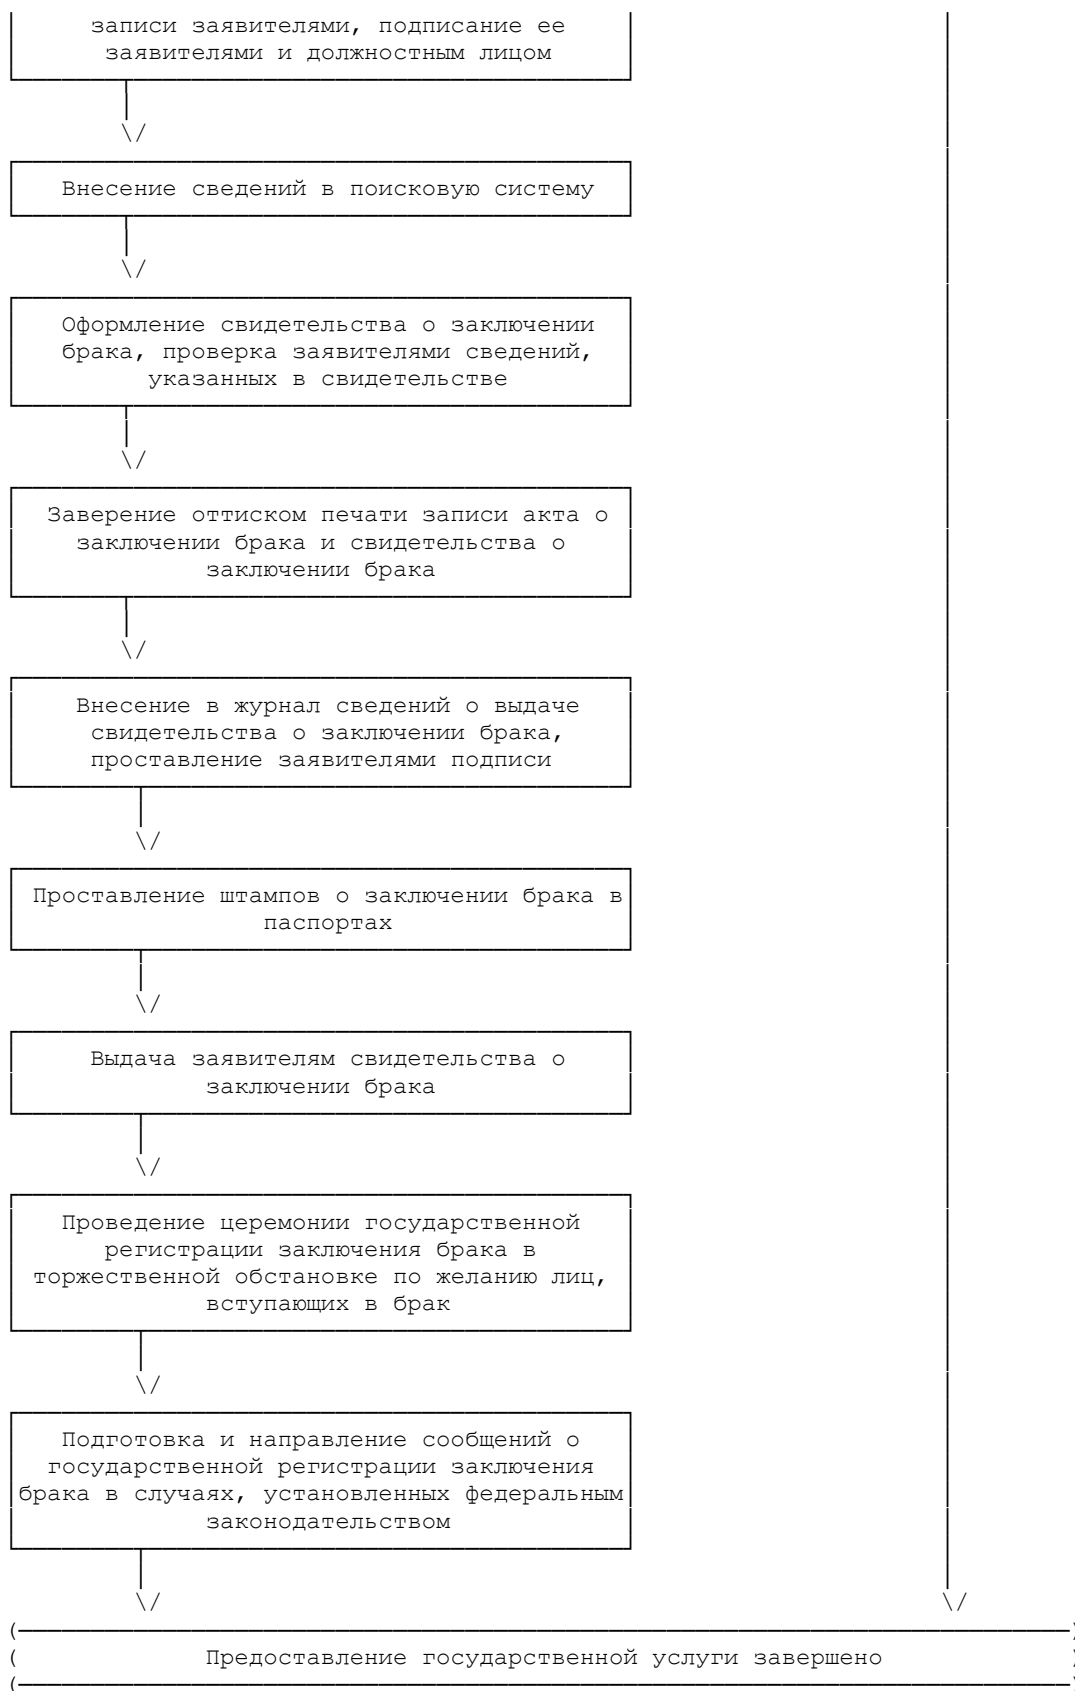 записи заявителями, подписание ее
заявителями и должностным лицом
Внесение сведений в поисковую систему
Оформление свидетельства о заключении
брака, проверка заявителями сведений,
указанных в свидетельстве
Заверение оттиском печати записи акта о
заключении брака и свидетельства о
заключении брака
Внесение в журнал сведений о выдаче
свидетельства о заключении брака,
проставление заявителями подписи
Проставление штампов о заключении брака в
паспортах
Выдача заявителям свидетельства о
заключении брака
Проведение церемонии государственной
регистрации заключения брака в
торжественной обстановке по желанию лиц,
вступающих в брак
Подготовка и направление сообщений о
государственной регистрации заключения
брака в случаях, установленных федеральным
законодательством
Предоставление государственной услуги завершено